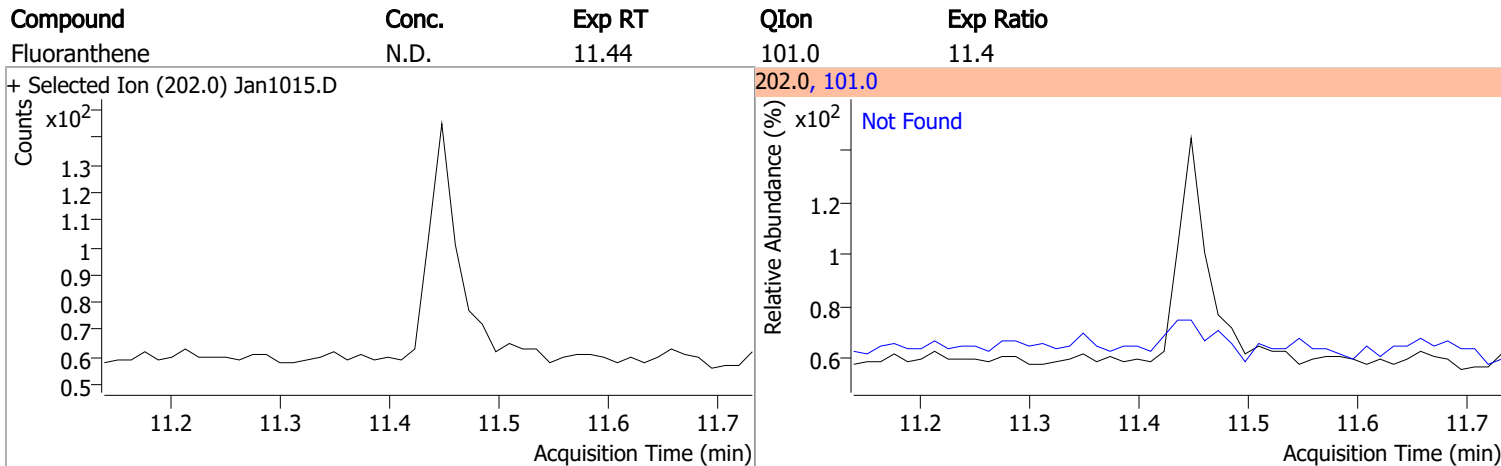 Compound Conc. Exp RT QIon Exp Ratio
Fluoranthene N.D. 11.44 101.0 11.4
+ Selected Ion (202.0) Jan1015.D
Counts
x10²
1.3
1.2
1.1
1
0.9
0.8
0.7
0.6
0.5
11.2 11.3 11.4 11.5 11.6 11.7
Acquisition Time (min)
202.0, 101.0
Relative Abundance (%)
x10²
Not Found
1.2
1
0.8
0.6
11.2 11.3 11.4 11.5 11.6 11.7
Acquisition Time (min)